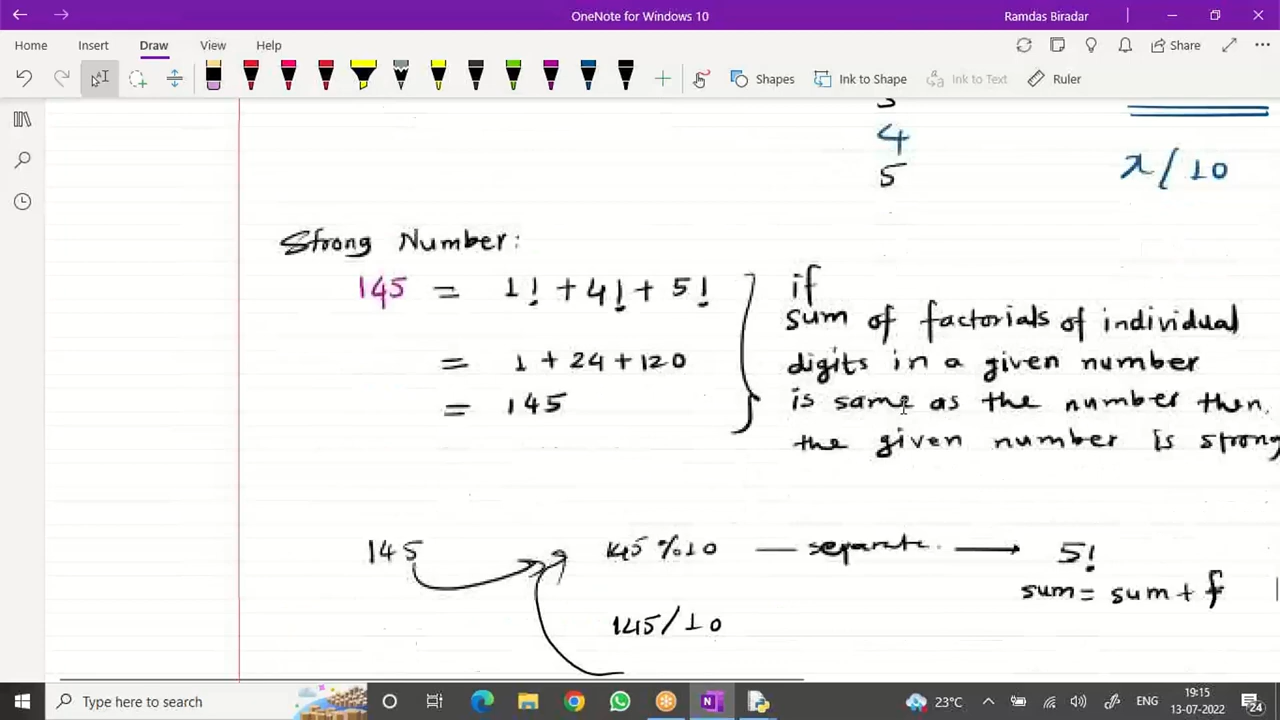 OneNote for Windows 10
Ramdas Biradar
Home Insert Draw View Help
Share
Shapes Ink to Shape Ink to Text Ruler
4
5
x/10
Strong Number:
145 = 1! + 4! + 5!
= 1 + 24 + 120
= 145
if
sum of factorials of individual
digits in a given number
is same as the number then,
the given number is strong
145 145 %10 — separate. 5!
sum = sum + f
145/10
Type here to search
23°C
ENG
19:15
13-07-2022
24